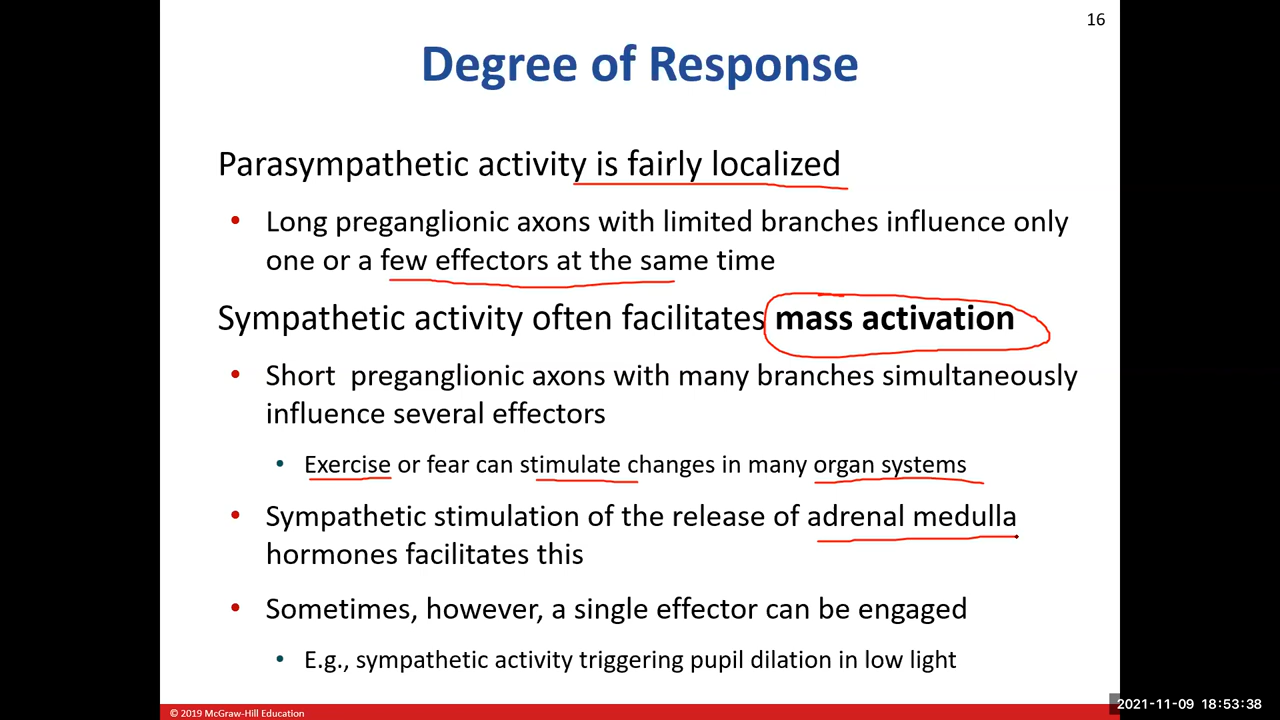 16
Degree of Response
Parasympathetic activity is fairly localized
• Long preganglionic axons with limited branches influence only
one or a few effectors at the same time
Sympathetic activity often facilitates mass activation
• Short preganglionic axons with many branches simultaneously
influence several effectors
• Exercise or fear can stimulate changes in many organ systems
• Sympathetic stimulation of the release of adrenal medulla
hormones facilitates this
• Sometimes, however, a single effector can be engaged
• E.g., sympathetic activity triggering pupil dilation in low light
© 2019 McGraw-Hill Education
2021-11-09 18:53:38